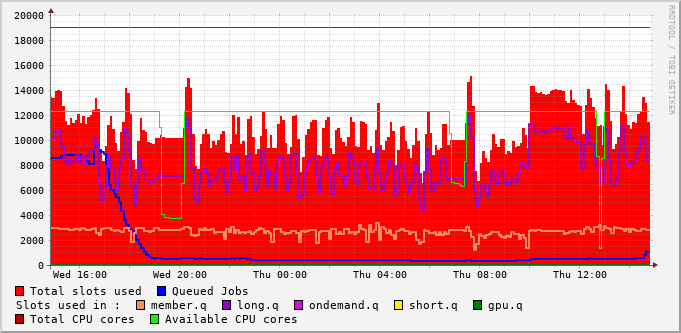 20000
18000
16000
14000
12000
10000
8000
6000
4000
2000
0
Wed 16:00 Wed 20:00 Thu 00:00 Thu 04:00 Thu 08:00 Thu 12:00
RRDTOOL / TOBI OETIKER
Total slots used Queued Jobs
Slots used in : member.q long.q ondemand.q short.q gpu.q
Total CPU cores Available CPU cores